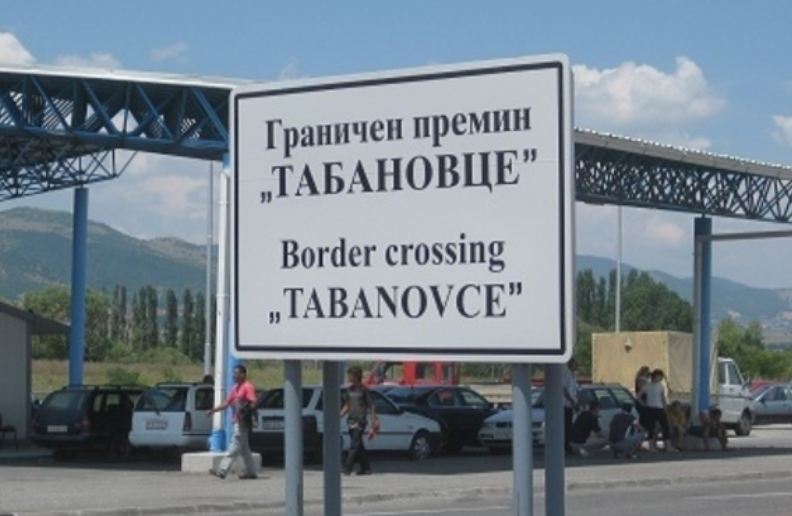 Граничен премин
„ТАБАНОВЦЕ”
Border crossing
„TABANOVCE”